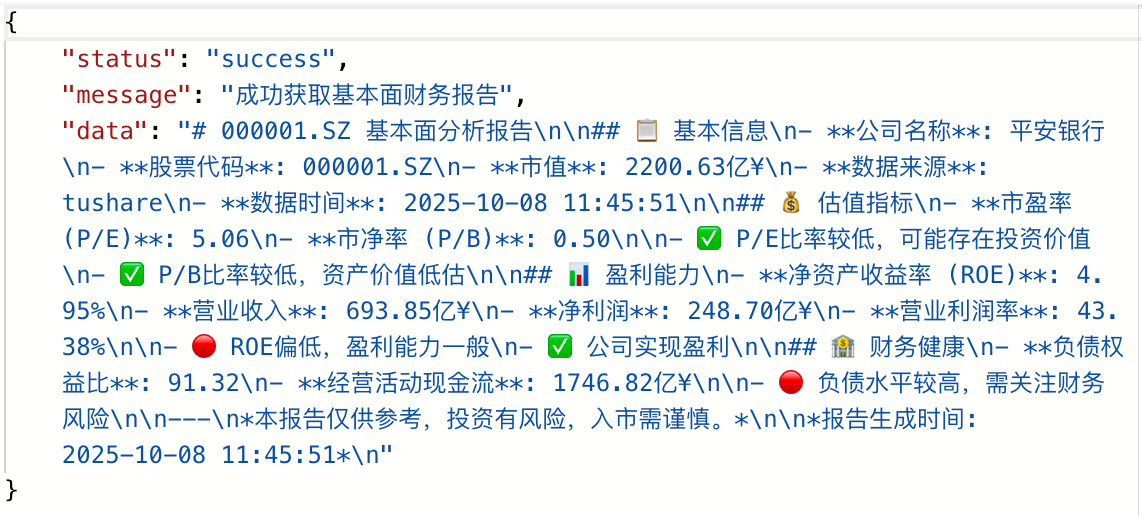 {
"status": "success",
"message": "成功获取基本面财务报告",
"data": "# 000001.SZ 基本面分析报告\n\n## 📋 基本信息\n- **公司名称**: 平安银行
\n- **股票代码**: 000001.SZ\n- **市值**: 2200.63亿¥\n- **数据来源**:
tushare\n- **数据时间**: 2025-10-08 11:45:51\n\n## 💰 估值指标\n- **市盈率
(P/E)**: 5.06\n- **市净率 (P/B)**: 0.50\n\n- ✅ P/E比率较低，可能存在投资价值
\n- ✅ P/B比率较低，资产价值低估\n\n## 📊 盈利能力\n- **净资产收益率 (ROE)**: 4.
95%\n- **营业收入**: 693.85亿¥\n- **净利润**: 248.70亿¥\n- **营业利润率**: 43.
38%\n\n- 🔴 ROE偏低，盈利能力一般\n- ✅ 公司实现盈利\n\n## 🏦 财务健康\n- **负债权
益比**: 91.32\n- **经营活动现金流**: 1746.82亿¥\n\n- 🔴 负债水平较高，需关注财务
风险\n\n---\n*本报告仅供参考，投资有风险，入市需谨慎。*\n\n*报告生成时间:
2025-10-08 11:45:51*\n"
}